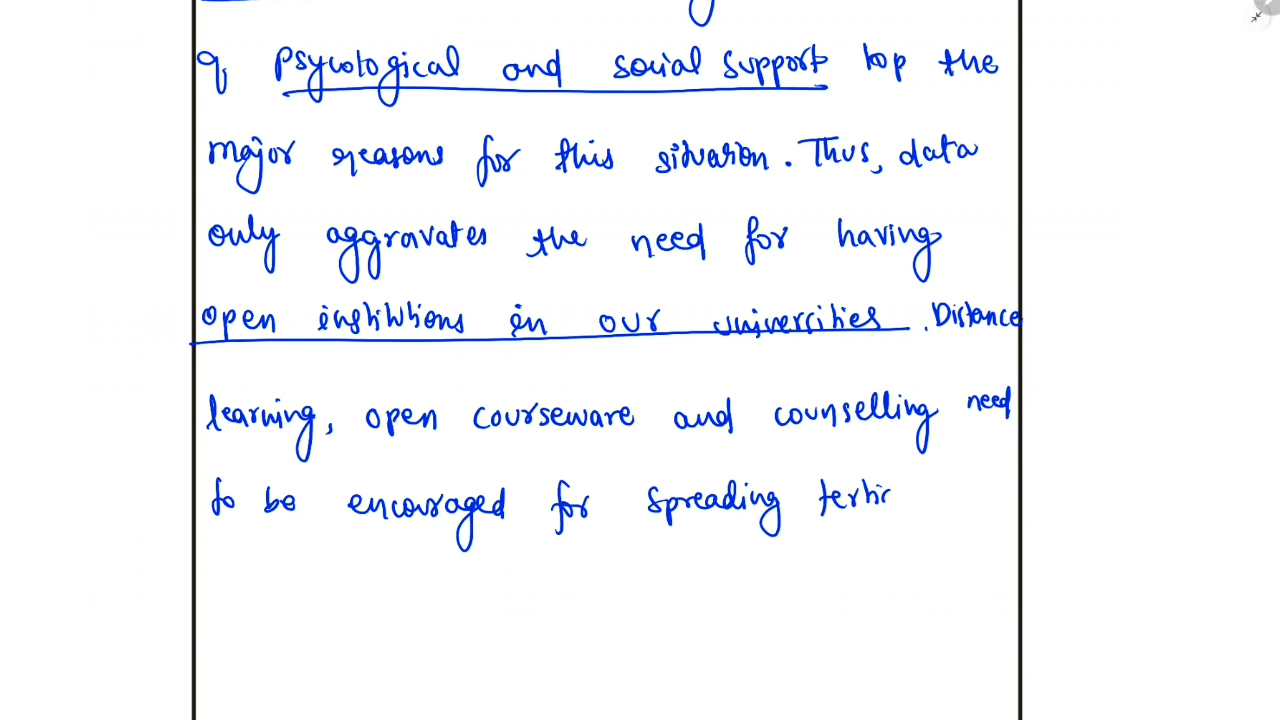 of psycological and social support top the
major reasons for this situation. Thus, data
only aggravates the need for having
open institutions in our universities. Distance
learning, open courseware and counselling need
to be encouraged for spreading tertic